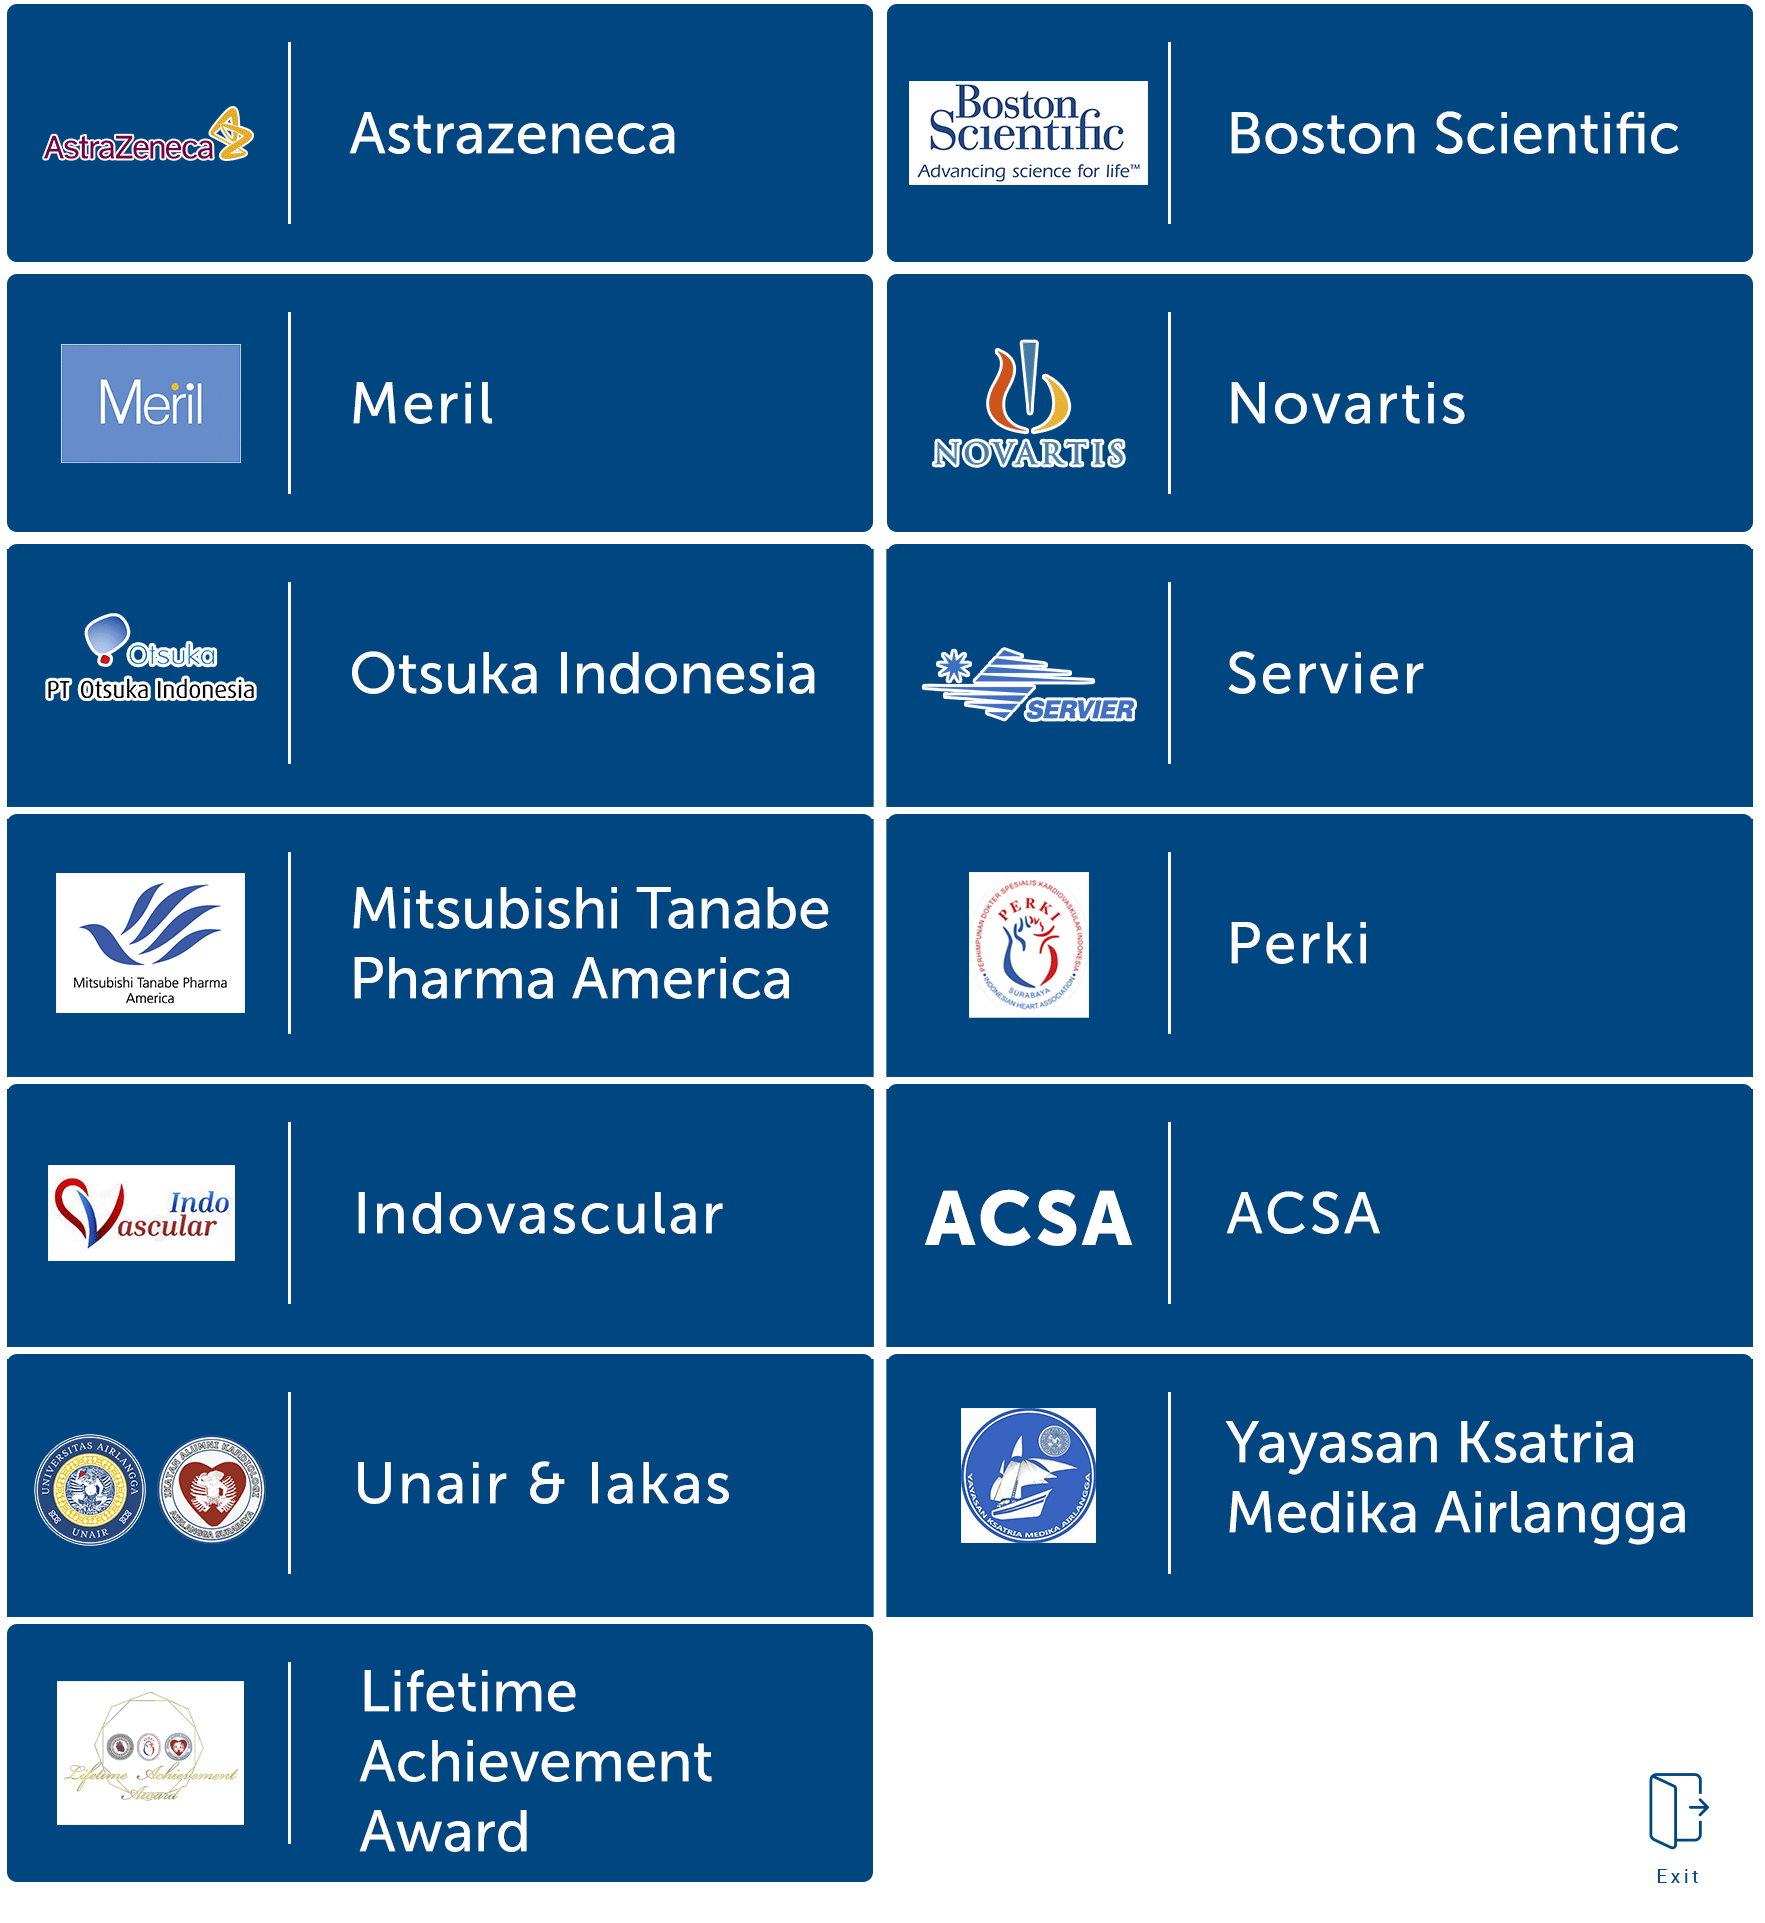 AstraZeneca
Astrazeneca
Boston
Scientific
Advancing science for life™
Boston Scientific
Meril
Meril
NOVARTIS
Novartis
Otsuka
PT Otsuka Indonesia
Otsuka Indonesia
SERVIER
Servier
Mitsubishi Tanabe Pharma
America
Mitsubishi Tanabe
Pharma America
PERHIMPUNAN DOKTER SPESIALIS KARDIOVASKULAR INDONESIA
PERKI
SURABAYA
INDONESIAN HEART ASSOCIATION
Perki
Indo
Vascular
Indovascular
ACSA
ACSA
UNIVERSITAS AIRLANGGA
UNAIR
IKATAN ALUMNI KARDIOLOGI
AIRLANGGA SURABAYA
Unair & Iakas
YAYASAN KSATRIA MEDIKA AIRLANGGA
Yayasan Ksatria
Medika Airlangga
Lifetime Achievement
Award
Lifetime
Achievement
Award
Exit